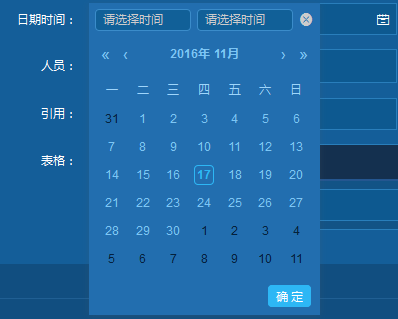 日期时间： 请选择时间 请选择时间
« ‹ 2016年 11月 › »
人员：
一 二 三 四 五 六 日
引用：
31 1 2 3 4 5 6
7 8 9 10 11 12 13
表格：
14 15 16 17 18 19 20
21 22 23 24 25 26 27
28 29 30 1 2 3 4
5 6 7 8 9 10 11
确 定